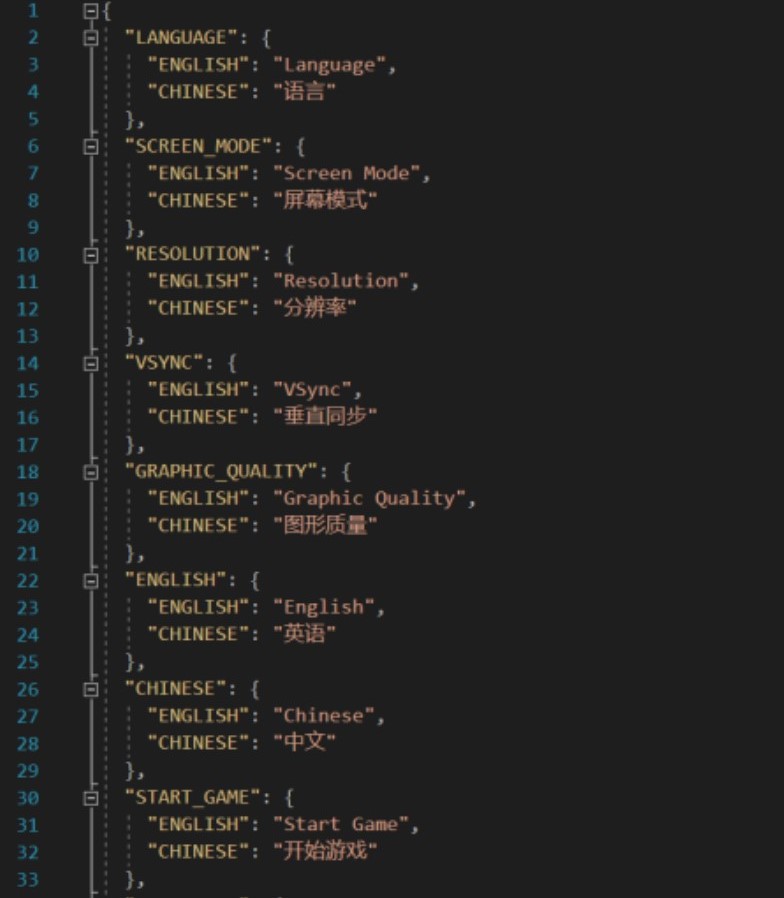 1 {
2 "LANGUAGE": {
3 "ENGLISH": "Language",
4 "CHINESE": "语言"
5 },
6 "SCREEN_MODE": {
7 "ENGLISH": "Screen Mode",
8 "CHINESE": "屏幕模式"
9 },
10 "RESOLUTION": {
11 "ENGLISH": "Resolution",
12 "CHINESE": "分辨率"
13 },
14 "VSYNC": {
15 "ENGLISH": "VSync",
16 "CHINESE": "垂直同步"
17 },
18 "GRAPHIC_QUALITY": {
19 "ENGLISH": "Graphic Quality",
20 "CHINESE": "图形质量"
21 },
22 "ENGLISH": {
23 "ENGLISH": "English",
24 "CHINESE": "英语"
25 },
26 "CHINESE": {
27 "ENGLISH": "Chinese",
28 "CHINESE": "中文"
29 },
30 "START_GAME": {
31 "ENGLISH": "Start Game",
32 "CHINESE": "开始游戏"
33 },